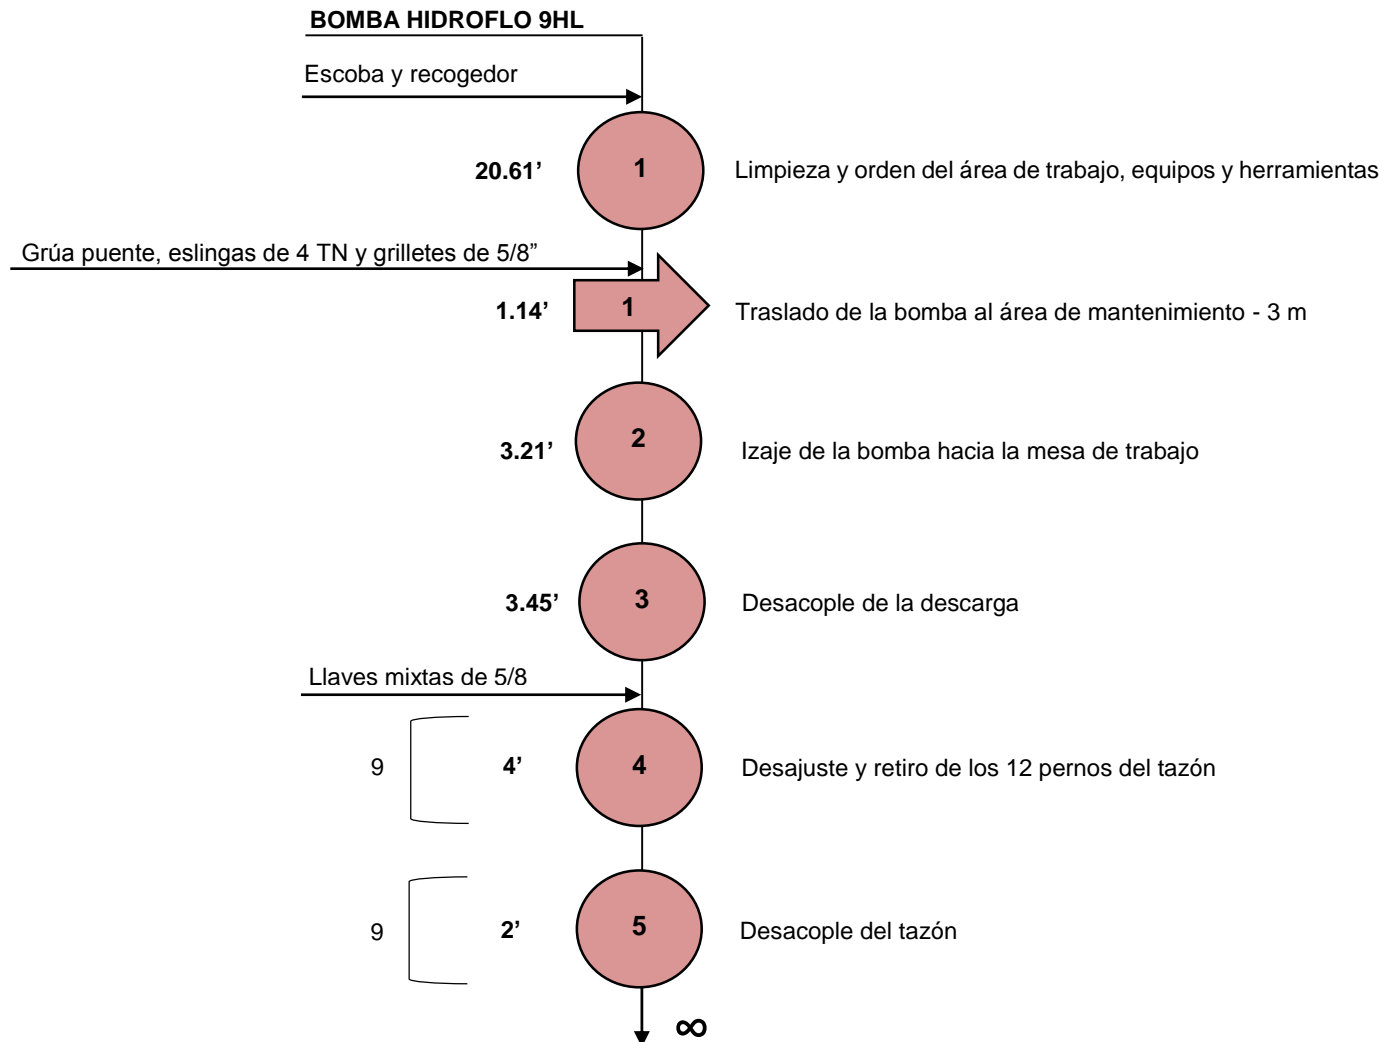 BOMBA HIDROFLO 9HL
Escoba y recogedor
20.61’
1
Limpieza y orden del área de trabajo, equipos y herramientas
Grúa puente, eslingas de 4 TN y grilletes de 5/8”
1.14’
1
Traslado de la bomba al área de mantenimiento - 3 m
3.21’
2
Izaje de la bomba hacia la mesa de trabajo
3.45’
3
Desacople de la descarga
Llaves mixtas de 5/8
9
4’
4
Desajuste y retiro de los 12 pernos del tazón
9
2’
5
Desacople del tazón
∞